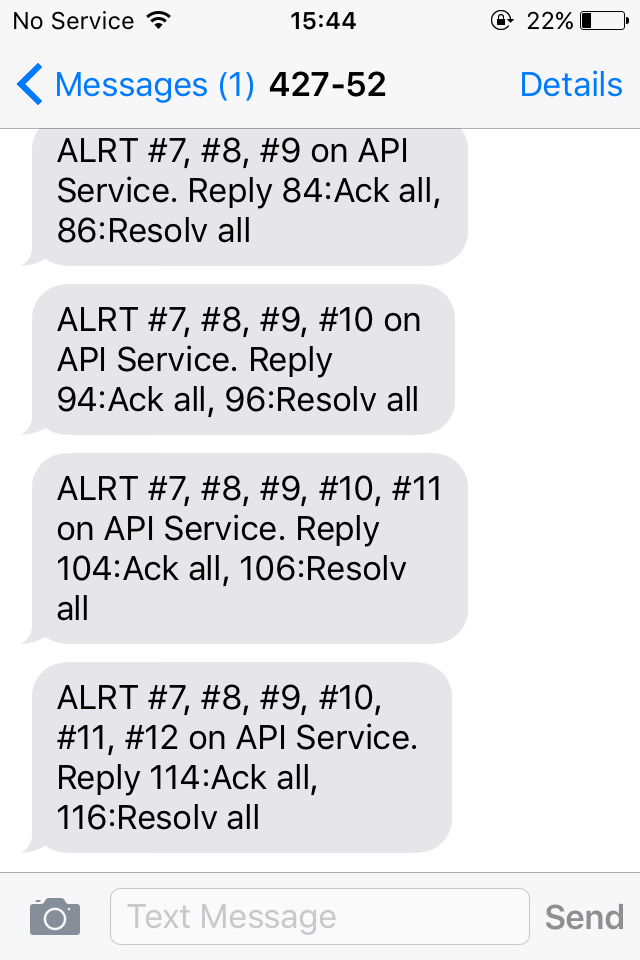 No Service 15:44 22%
Messages (1) 427-52 Details
ALRT #7, #8, #9 on API
Service. Reply 84:Ack all,
86:Resolv all
ALRT #7, #8, #9, #10 on
API Service. Reply
94:Ack all, 96:Resolv all
ALRT #7, #8, #9, #10, #11
on API Service. Reply
104:Ack all, 106:Resolv
all
ALRT #7, #8, #9, #10,
#11, #12 on API Service.
Reply 114:Ack all,
116:Resolv all
Text Message Send